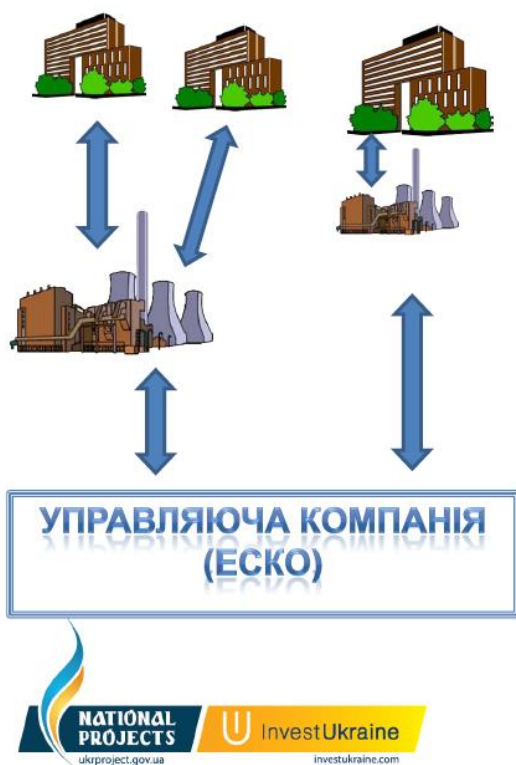 УПРАВЛЯЮЧА КОМПАНІЯ
(ЕСКО)
NATIONAL
PROJECTS
InvestUkraine
ukrproject.gov.ua
investukraine.com